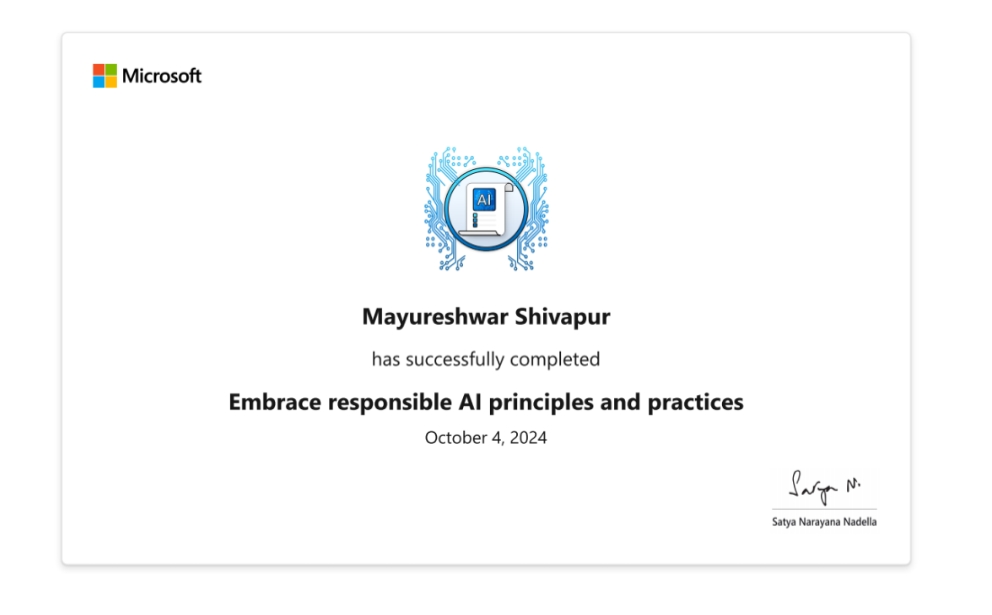 Microsoft
AI
Mayureshwar Shivapur
has successfully completed
Embrace responsible AI principles and practices
October 4, 2024
Satya N.
Satya Narayana Nadella